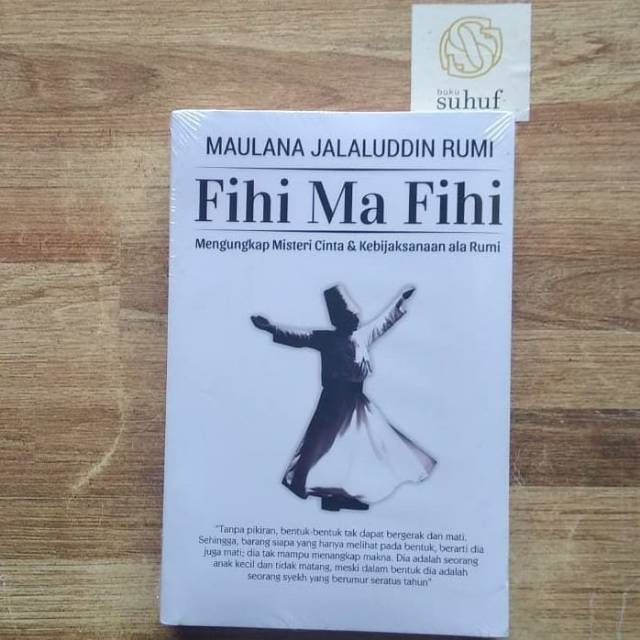 buku
suhuf
MAULANA JALALUDDIN RUMI
Fihi Ma Fihi
Mengungkap Misteri Cinta & Kebijaksanaan ala Rumi
"Tanpa pikiran, bentuk-bentuk tak dapat bergerak dan mati.
Sehingga, barang siapa yang hanya melihat pada bentuk, berarti dia
juga mati; dia tak mampu menangkap makna. Dia adalah seorang
anak kecil dan tidak matang, meski dalam bentuk dia adalah
seorang syekh yang berumur seratus tahun"